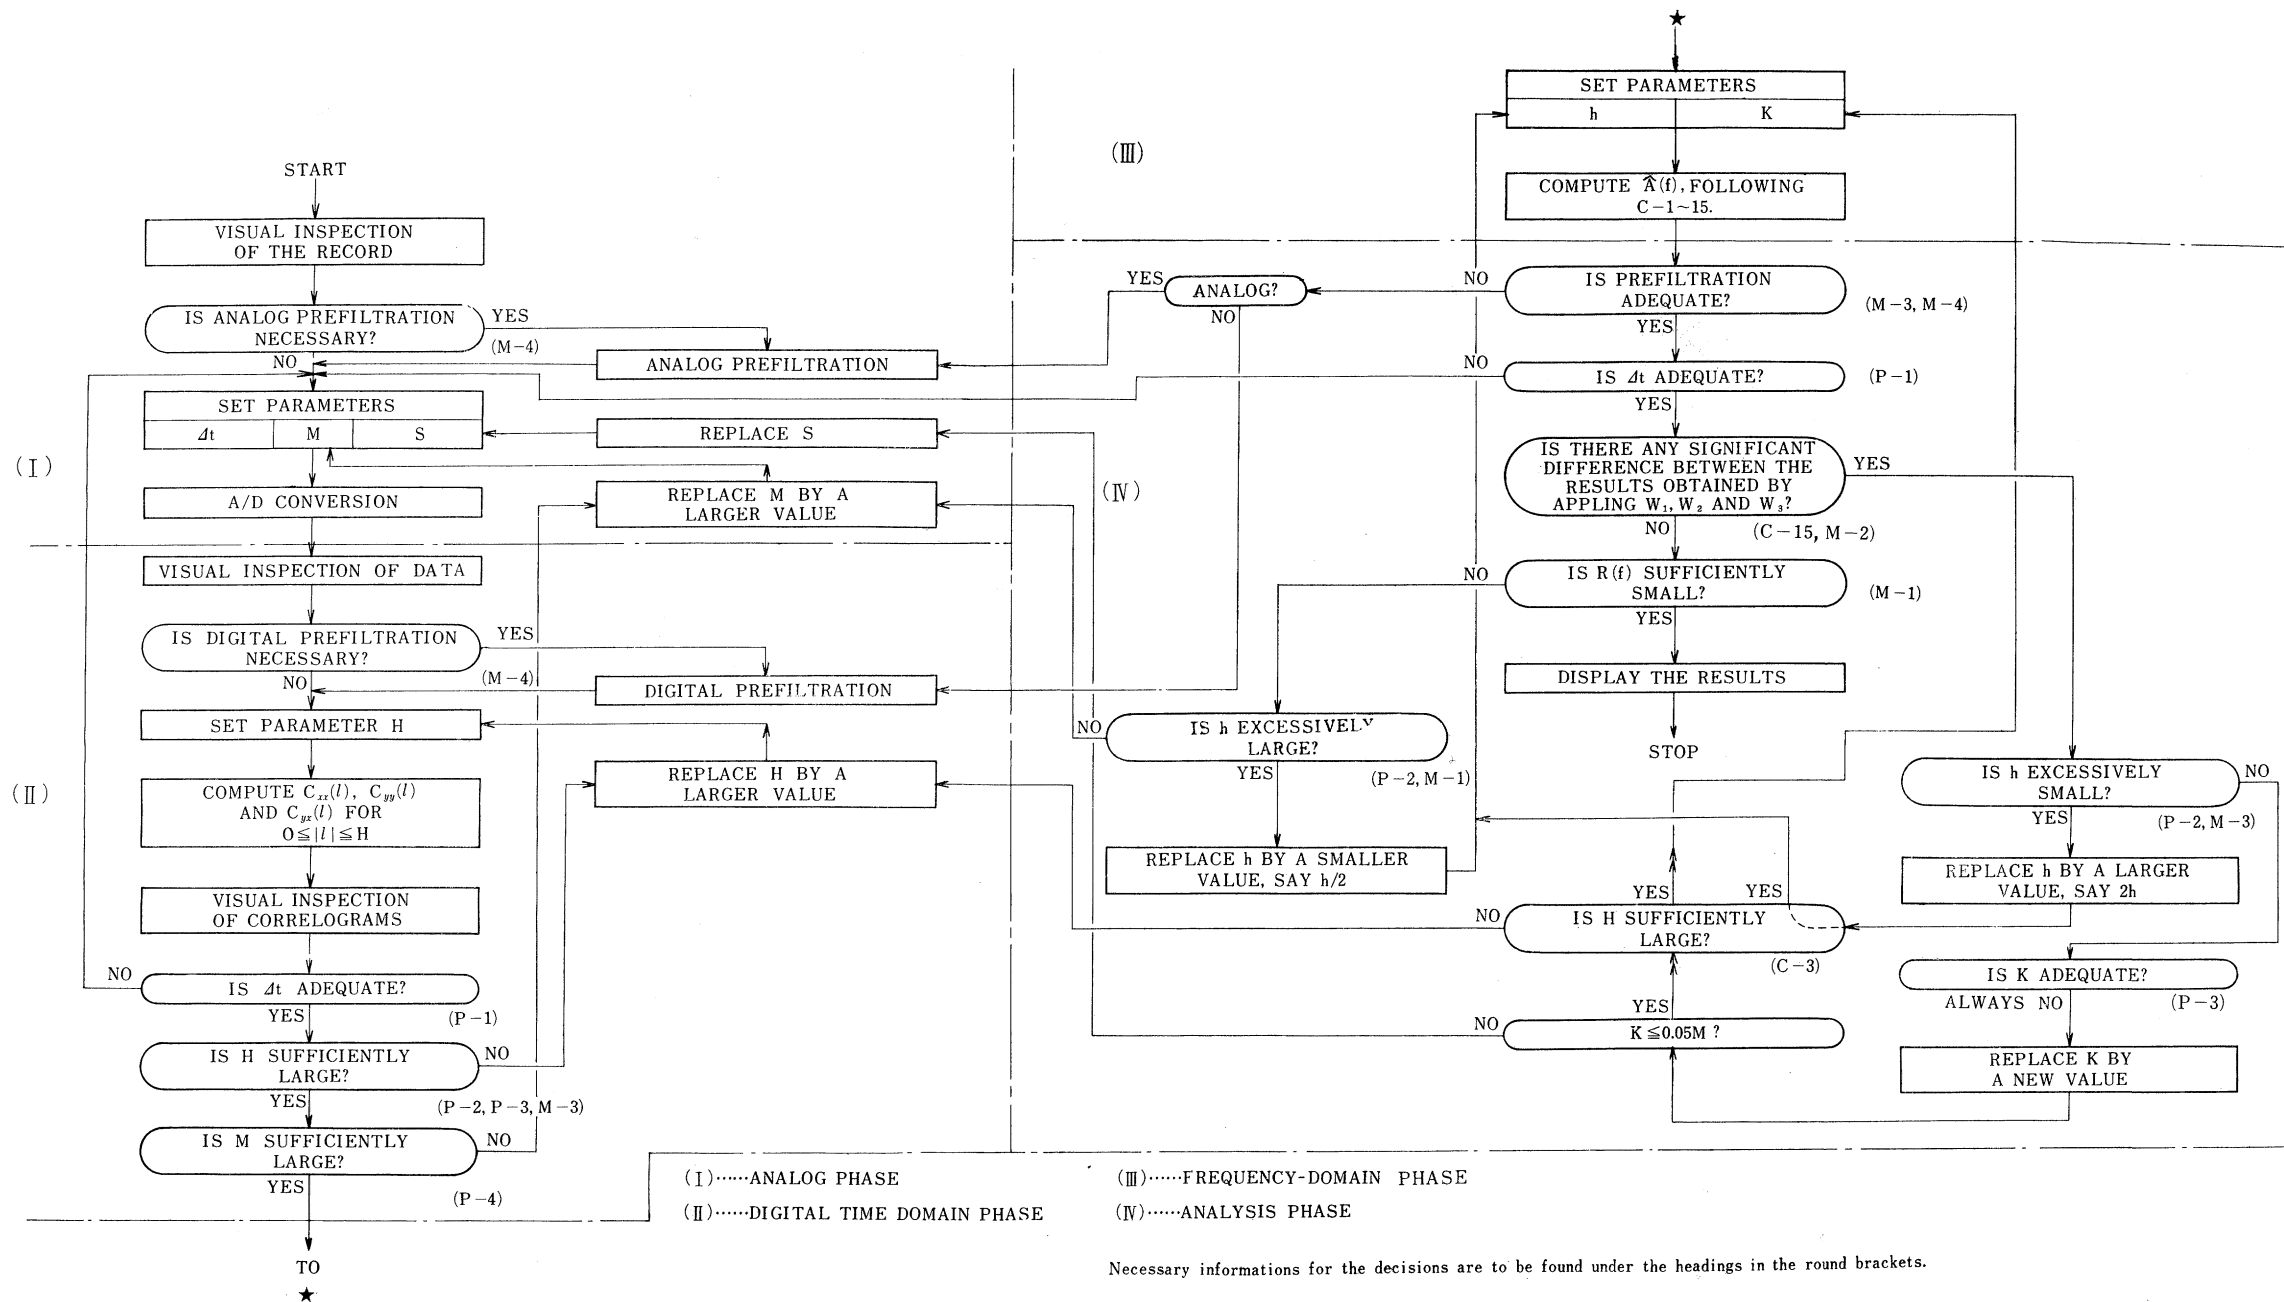 START
VISUAL INSPECTION
OF THE RECORD
IS ANALOG PREFILTRATION
NECESSARY?
YES
(M-4)
NO
ANALOG PREFILTRATION
SET PARAMETERS
Δt
M
S
REPLACE S
(I)
A/D CONVERSION
REPLACE M BY A
LARGER VALUE
VISUAL INSPECTION OF DATA
IS DIGITAL PREFILTRATION
NECESSARY?
YES
(M-4)
NO
DIGITAL PREFILTRATION
SET PARAMETER H
REPLACE H BY A
LARGER VALUE
(II)
COMPUTE Cxx(l), Cyy(l)
AND Cyx(l) FOR
O≦|l|≦H
VISUAL INSPECTION
OF CORRELOGRAMS
NO
IS Δt ADEQUATE?
YES
(P-1)
IS H SUFFICIENTLY
LARGE?
NO
YES
(P-2, P-3, M-3)
IS M SUFFICIENTLY
LARGE?
NO
YES
(P-4)
TO
★
★
(III)
SET PARAMETERS
h
K
COMPUTE Â(f), FOLLOWING
C-1~15.
IS PREFILTRATION
ADEQUATE?
(M-3, M-4)
NO
YES
ANALOG?
YES
NO
IS Δt ADEQUATE?
(P-1)
NO
YES
(IV)
IS THERE ANY SIGNIFICANT
DIFFERENCE BETWEEN THE
RESULTS OBTAINED BY
APPLING W₁, W₂ AND W₃?
YES
NO
(C-15, M-2)
IS R(f) SUFFICIENTLY
SMALL?
(M-1)
NO
YES
DISPLAY THE RESULTS
STOP
NO
IS h EXCESSIVELY
LARGE?
YES
(P-2, M-1)
REPLACE h BY A SMALLER
VALUE, SAY h/2
IS h EXCESSIVELY
SMALL?
NO
YES
(P-2, M-3)
REPLACE h BY A LARGER
VALUE, SAY 2h
YES
YES
NO
IS H SUFFICIENTLY
LARGE?
(C-3)
IS K ADEQUATE?
ALWAYS NO
(P-3)
YES
NO
K≦0.05M ?
REPLACE K BY
A NEW VALUE
(I)······ANALOG PHASE
(II)······DIGITAL TIME DOMAIN PHASE
(III)······FREQUENCY-DOMAIN PHASE
(IV)······ANALYSIS PHASE
Necessary informations for the decisions are to be found under the headings in the round brackets.